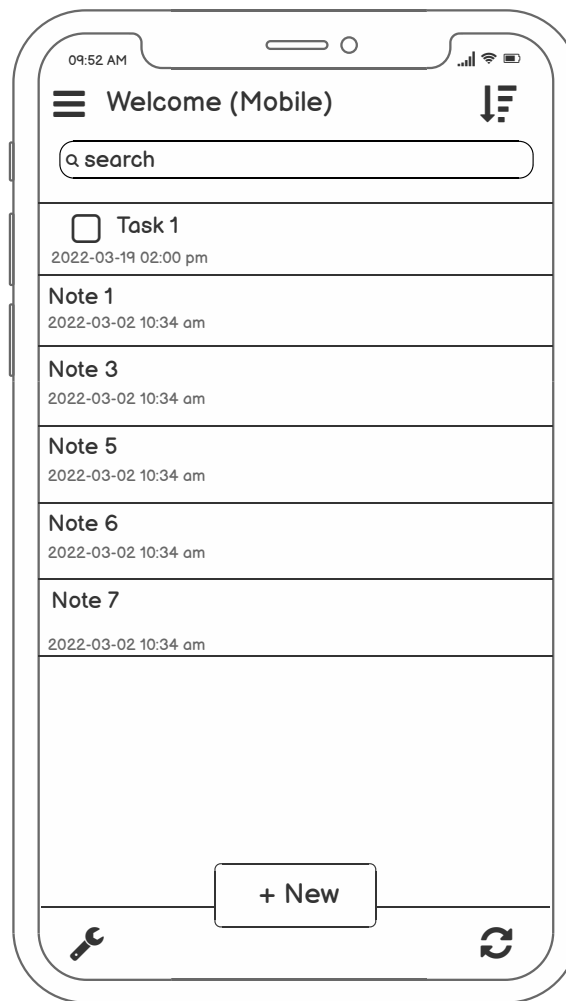 09:52 AM
Welcome (Mobile)
search
Task 1
2022-03-19 02:00 pm
Note 1
2022-03-02 10:34 am
Note 3
2022-03-02 10:34 am
Note 5
2022-03-02 10:34 am
Note 6
2022-03-02 10:34 am
Note 7
2022-03-02 10:34 am
+ New